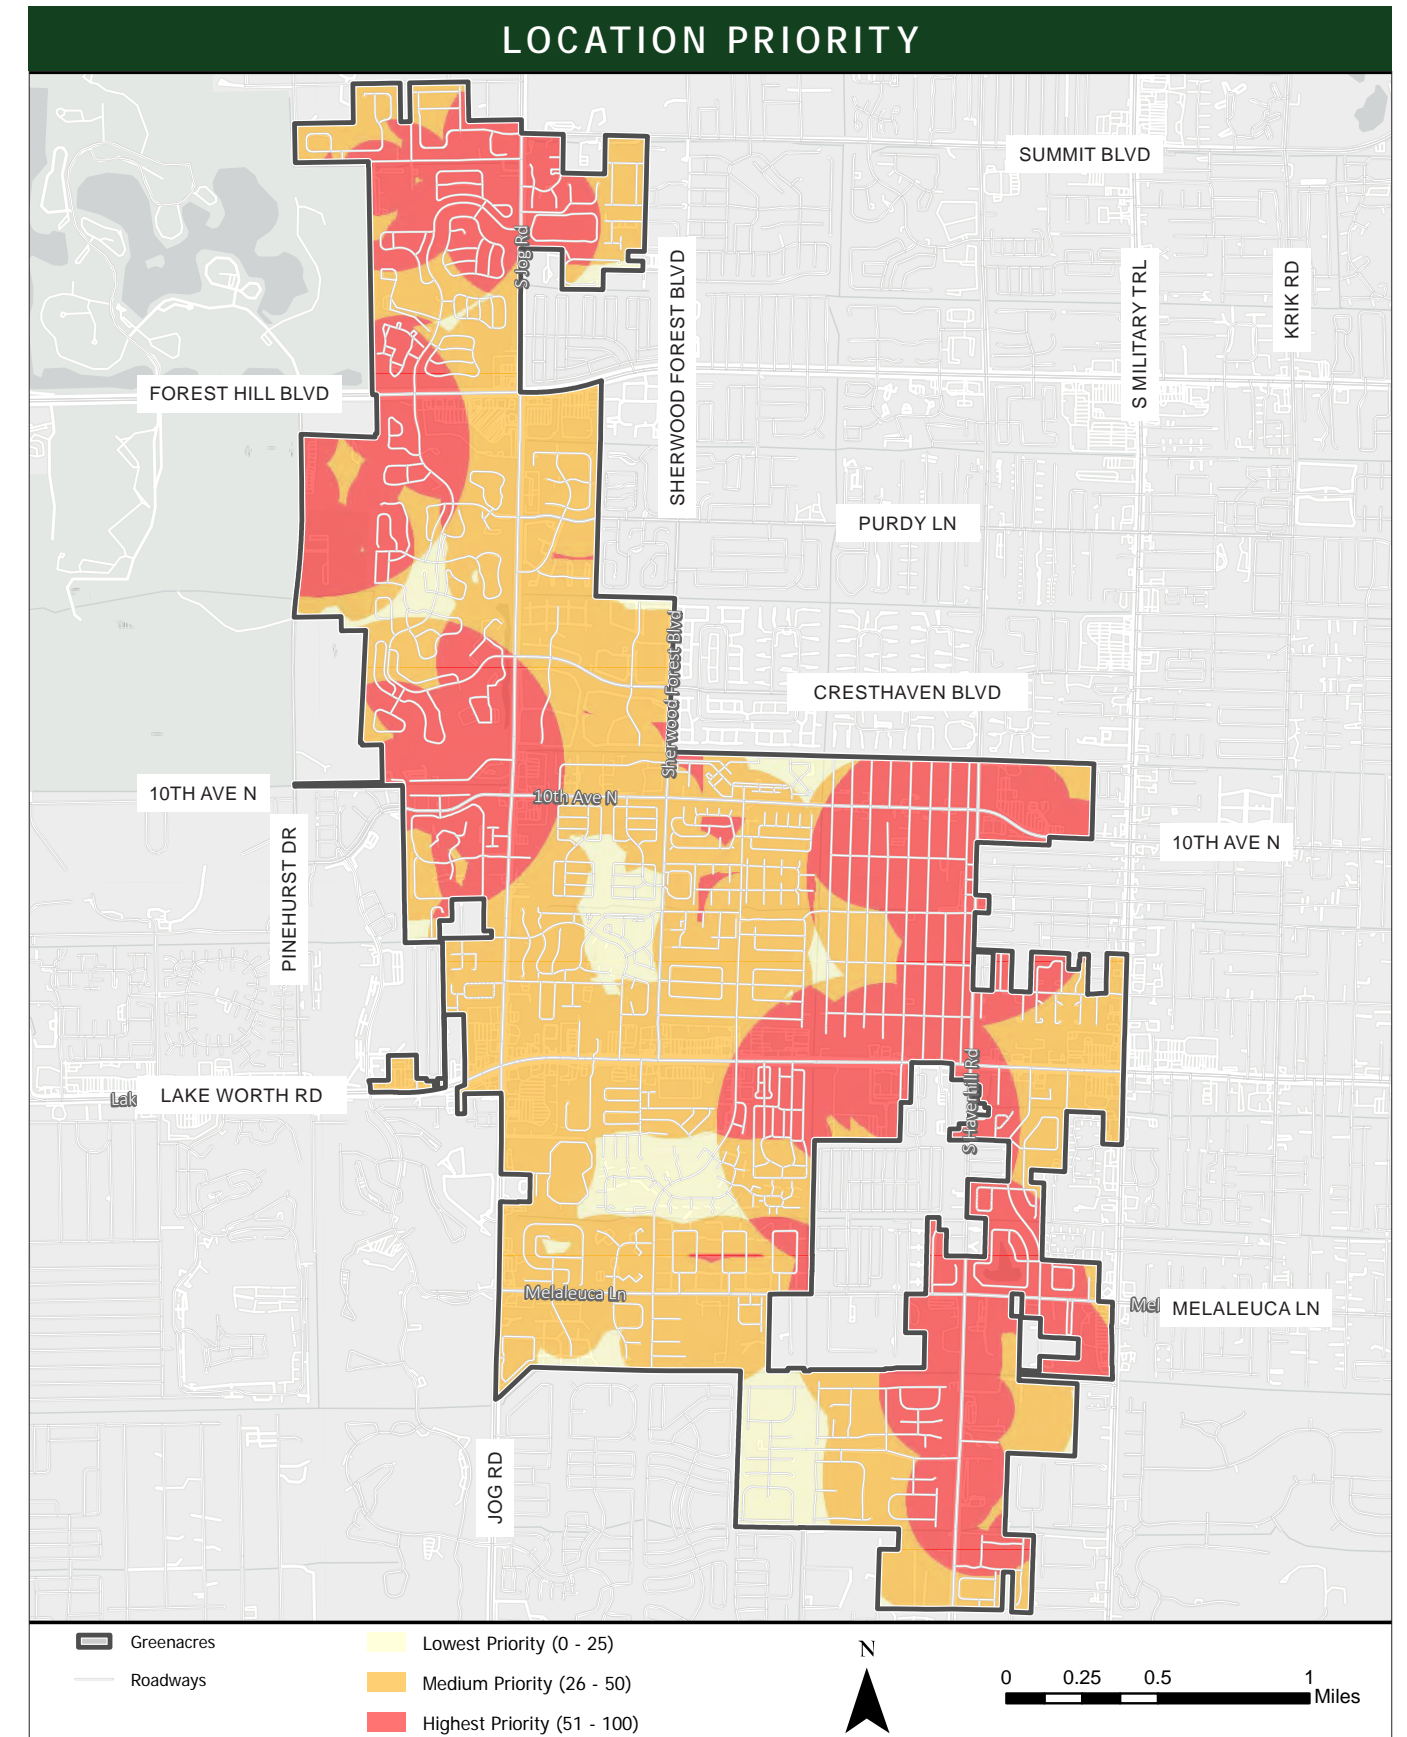 LOCATION PRIORITY
SUMMIT BLVD
S Jog Rd
SHERWOOD FOREST BLVD
S MILITARY TRL
KRIK RD
FOREST HILL BLVD
PURDY LN
Sherwood Forest Blvd
CRESTHAVEN BLVD
10TH AVE N
10th Ave N
PINEHURST DR
10TH AVE N
Lak
LAKE WORTH RD
S Haverhill Rd
Melaleuca Ln
Mel
MELALEUCA LN
JOG RD
Greenacres
Roadways
Lowest Priority (0 - 25)
Medium Priority (26 - 50)
Highest Priority (51 - 100)
N
0 0.25 0.5 1
Miles